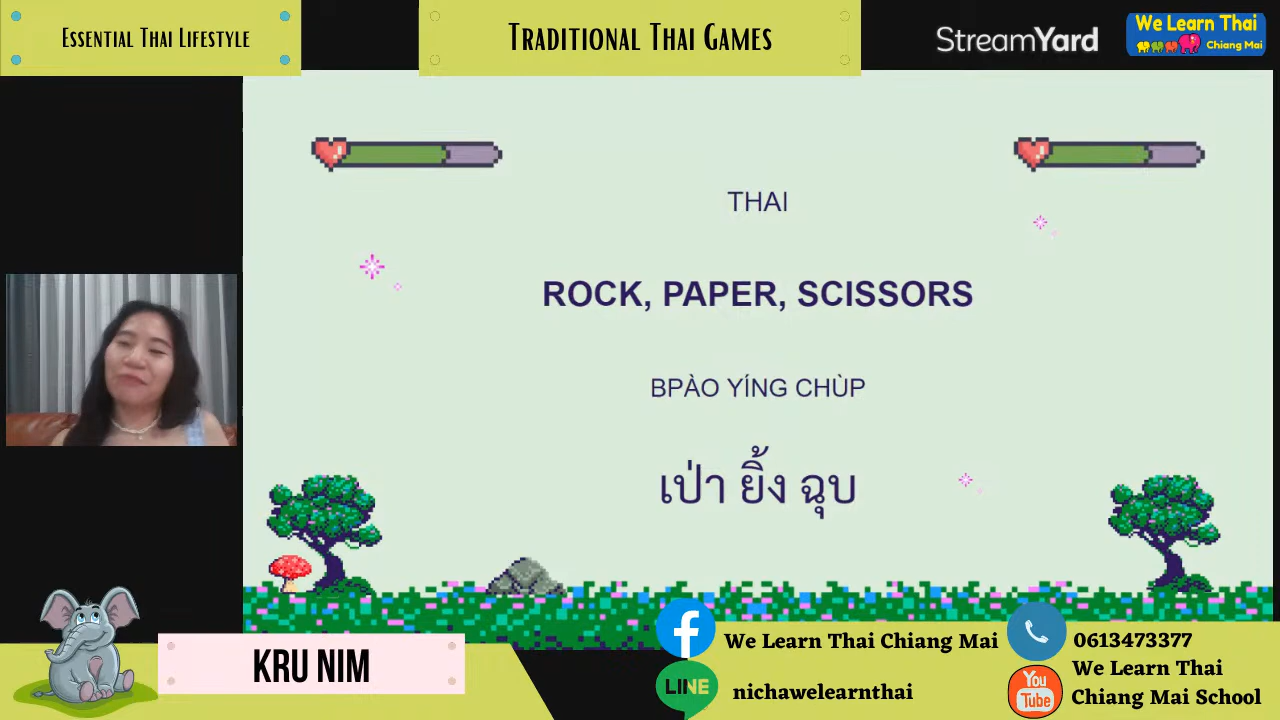 Essential Thai Lifestyle
Traditional Thai Games
StreamYard
We Learn Thai
Chiang Mai
THAI
ROCK, PAPER, SCISSORS
BPÀO YÍNG CHÙP
เป่า ยิ้ง ฉุบ
KRU NIM
We Learn Thai Chiang Mai
LINE
nichawelearnthai
0613473377
You
Tube
We Learn Thai
Chiang Mai School